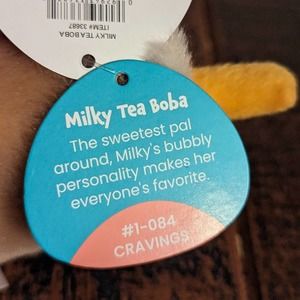 MILKY TEA BOBA
ITEM# 33687
Milky Tea Boba
The sweetest pal
around, Milky's bubbly
personality makes her
everyone's favorite.
#1-084
CRAVINGS